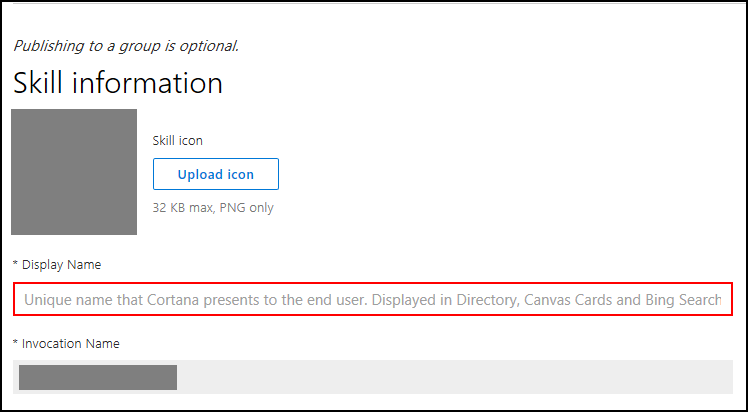 Publishing to a group is optional.
Skill information
Skill icon
Upload icon
32 KB max, PNG only
* Display Name
Unique name that Cortana presents to the end user. Displayed in Directory, Canvas Cards and Bing Search
* Invocation Name